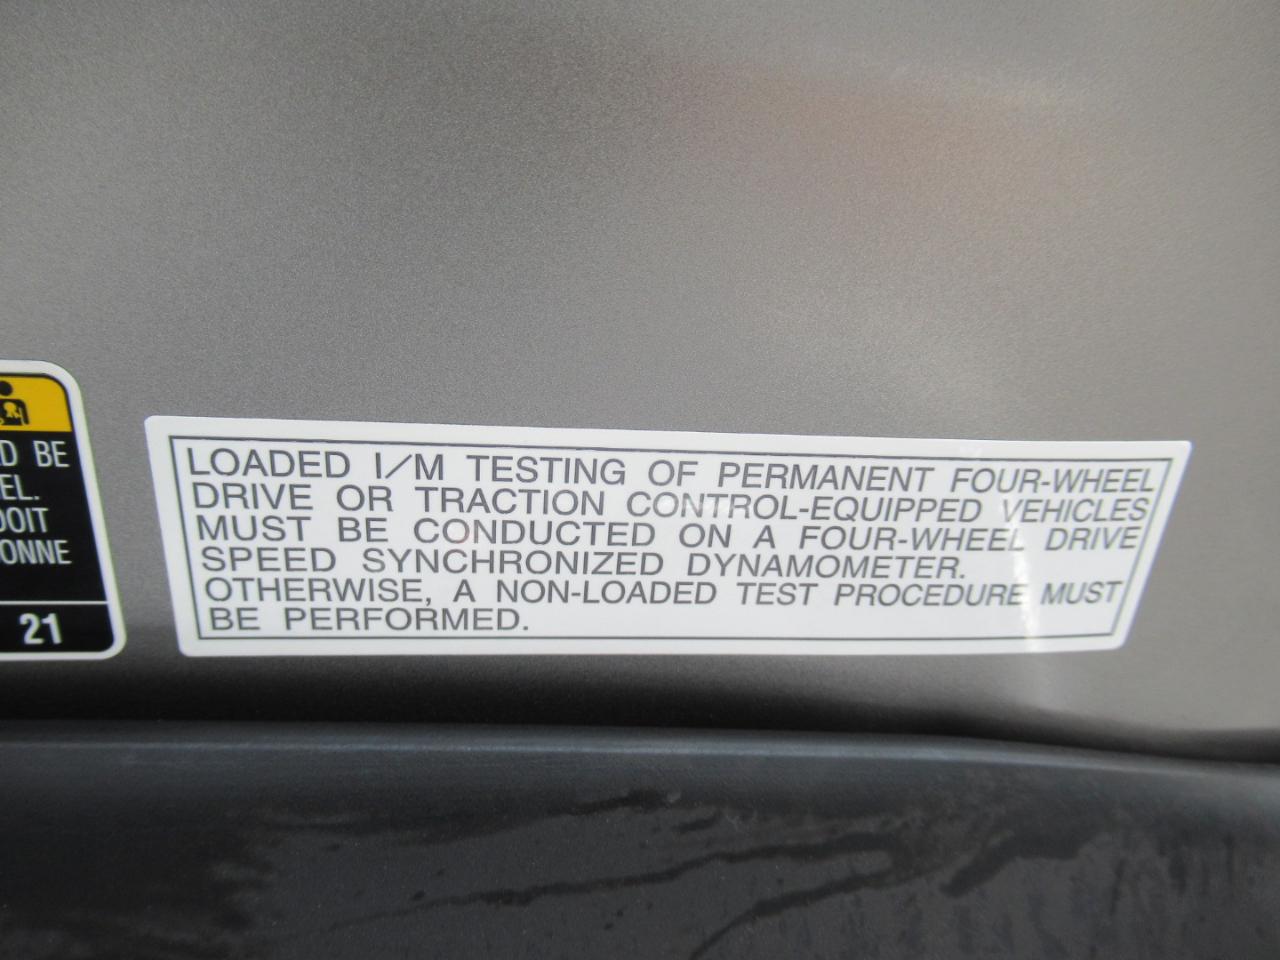 D BE
EL.
DOIT
ONNE
21
LOADED I/M TESTING OF PERMANENT FOUR-WHEEL
DRIVE OR TRACTION CONTROL-EQUIPPED VEHICLES
MUST BE CONDUCTED ON A FOUR-WHEEL DRIVE
SPEED SYNCHRONIZED DYNAMOMETER.
OTHERWISE, A NON-LOADED TEST PROCEDURE MUST
BE PERFORMED.